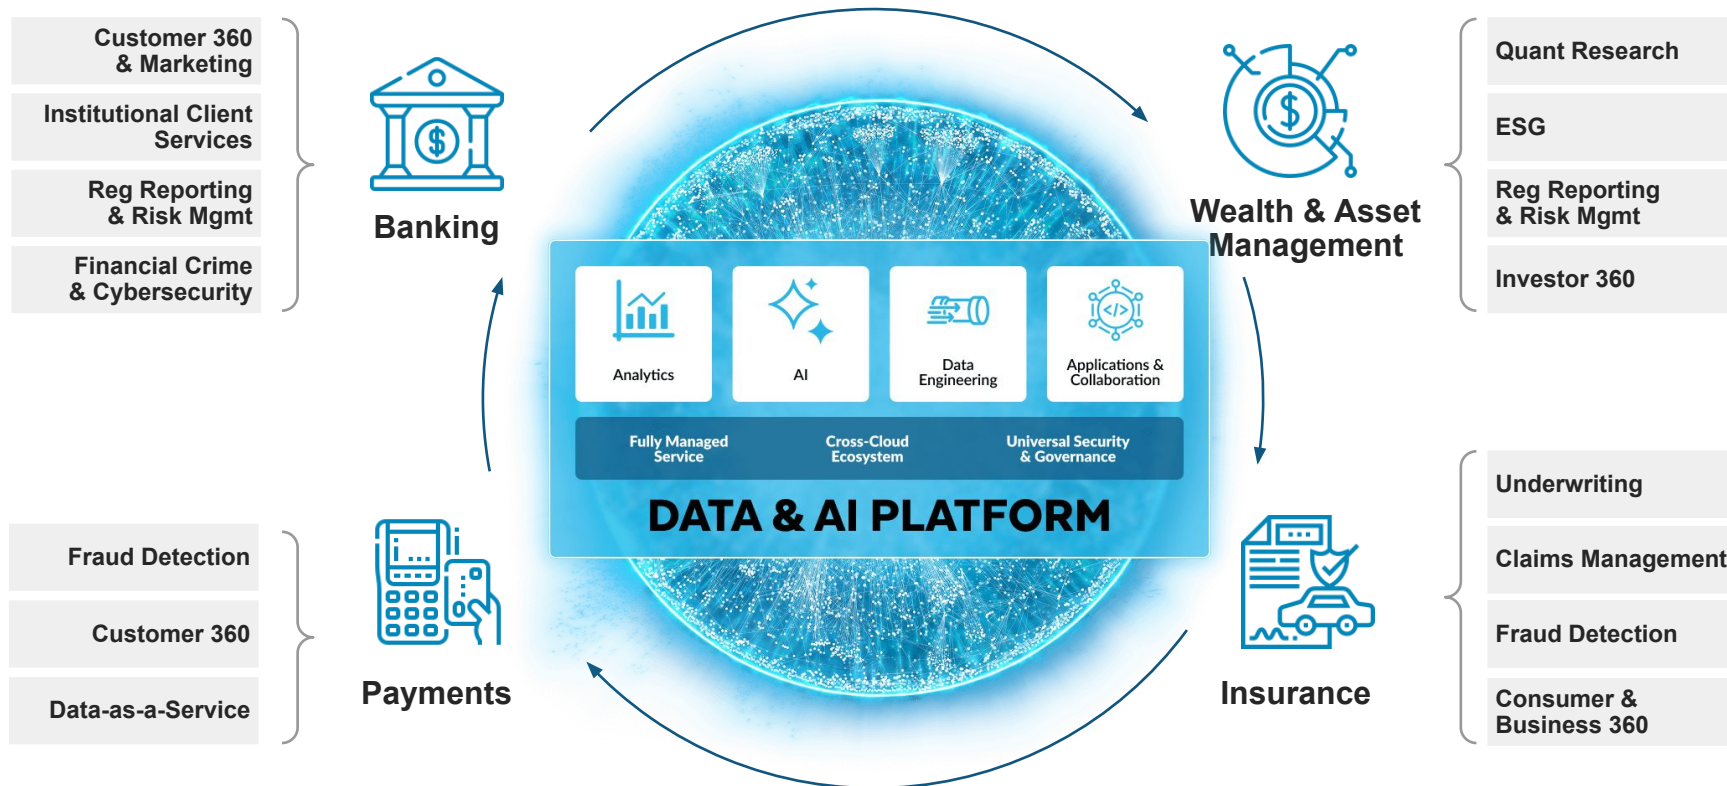 Customer 360
& Marketing
Institutional Client
Services
Reg Reporting
& Risk Mgmt
Financial Crime
& Cybersecurity
Banking
Wealth & Asset
Management
Quant Research
ESG
Reg Reporting
& Risk Mgmt
Investor 360
Analytics
AI
Data
Engineering
</>
Applications &
Collaboration
Fully Managed
Service
Cross-Cloud
Ecosystem
Universal Security
& Governance
DATA & AI PLATFORM
Fraud Detection
Customer 360
Data-as-a-Service
Payments
Insurance
Underwriting
Claims Management
Fraud Detection
Consumer &
Business 360